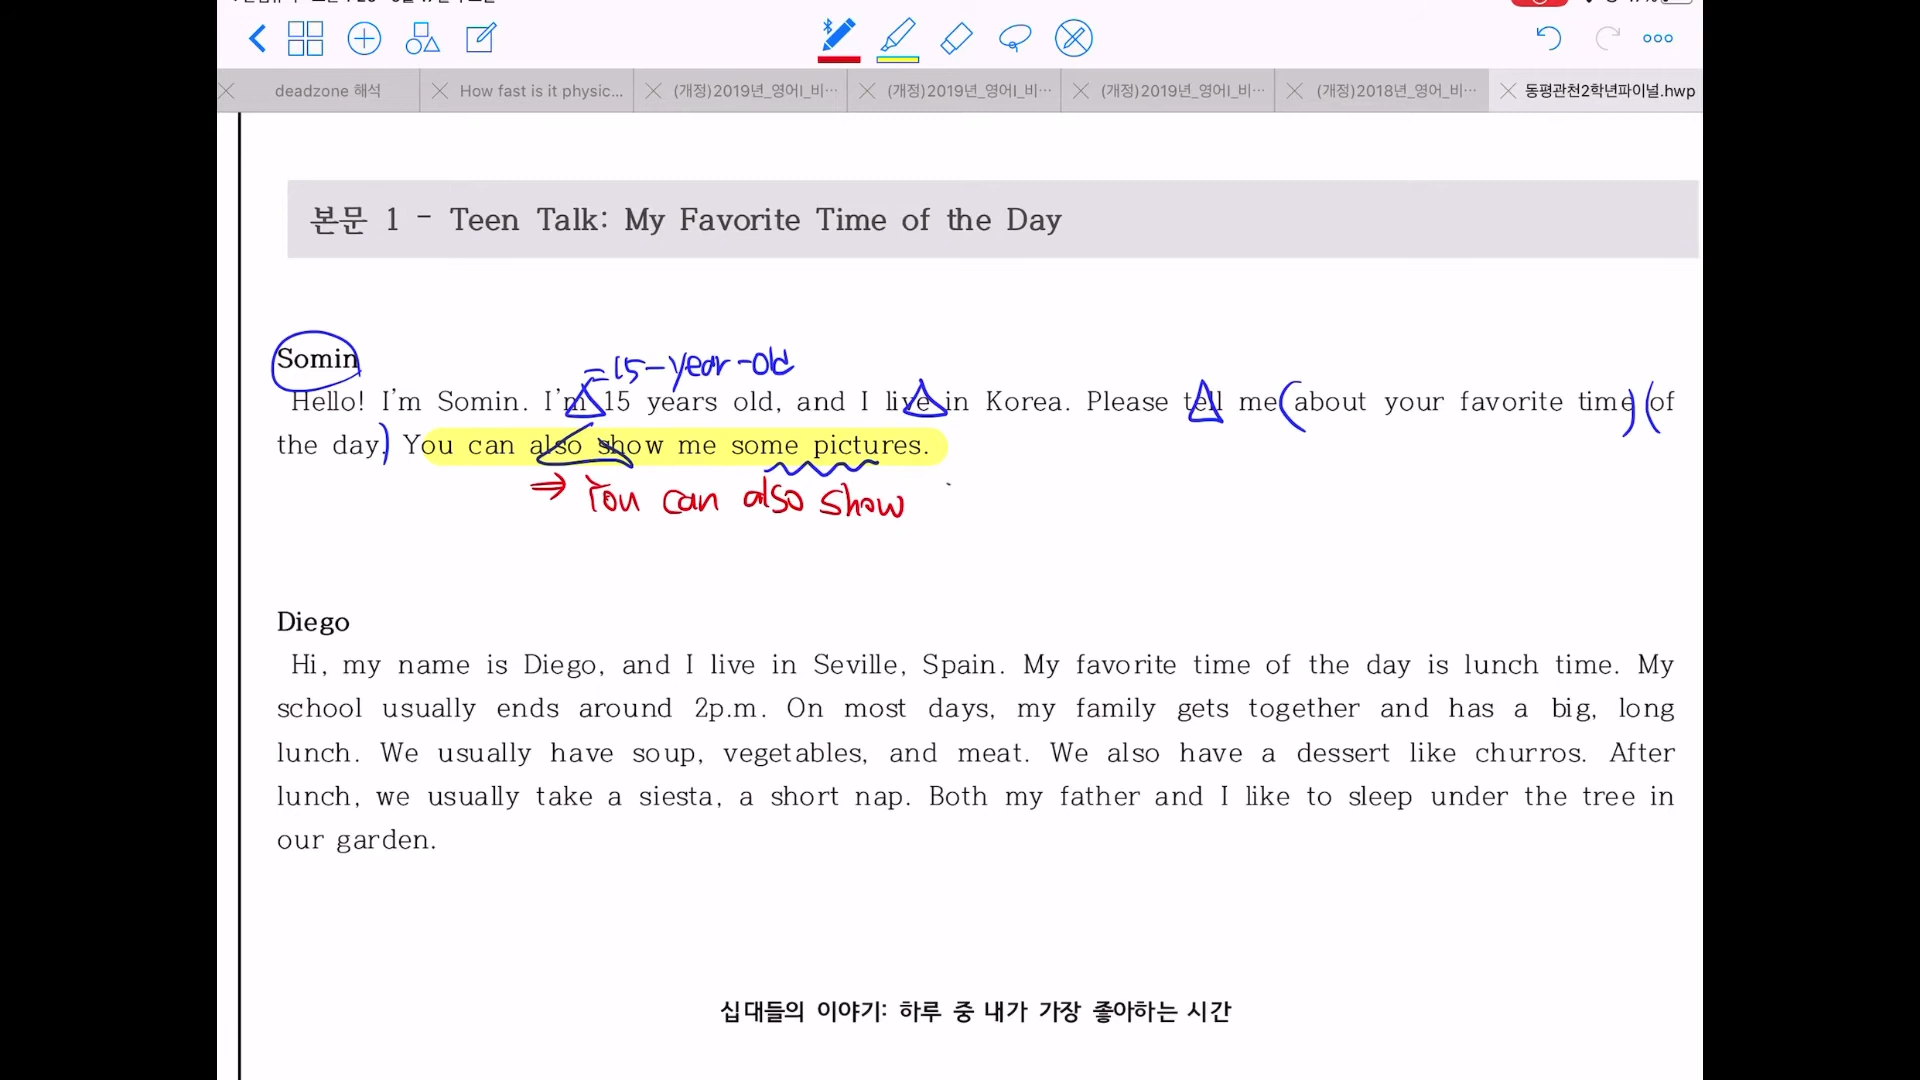 deadzone 해석
How fast is it physic...
(개정)2019년_영어I_비...
(개정)2019년_영어I_비...
(개정)2019년_영어I_비...
(개정)2018년_영어_비...
동평관천2학년파이널.hwp
본문 1 - Teen Talk: My Favorite Time of the Day
Somin
=15-year-old
Hello! I'm Somin. I'm 15 years old, and I live in Korea. Please tell me about your favorite time of
the day. You can also show me some pictures.
⇒ You can also show
Diego
Hi, my name is Diego, and I live in Seville, Spain. My favorite time of the day is lunch time. My
school usually ends around 2p.m. On most days, my family gets together and has a big, long
lunch. We usually have soup, vegetables, and meat. We also have a dessert like churros. After
lunch, we usually take a siesta, a short nap. Both my father and I like to sleep under the tree in
our garden.
십대들의 이야기: 하루 중 내가 가장 좋아하는 시간